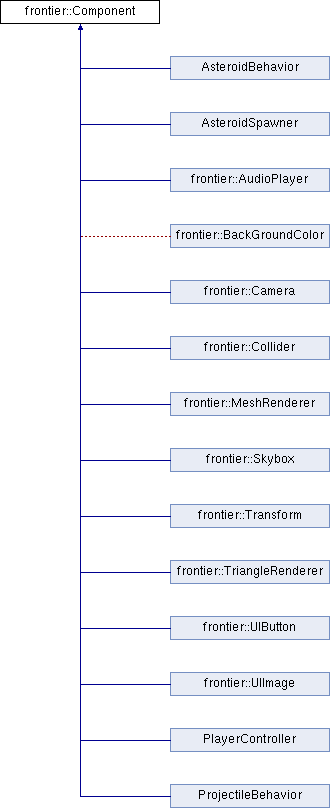 frontier::Component
AsteroidBehavior
AsteroidSpawner
frontier::AudioPlayer
frontier::BackGroundColor
frontier::Camera
frontier::Collider
frontier::MeshRenderer
frontier::Skybox
frontier::Transform
frontier::TriangleRenderer
frontier::UIButton
frontier::UIImage
PlayerController
ProjectileBehavior